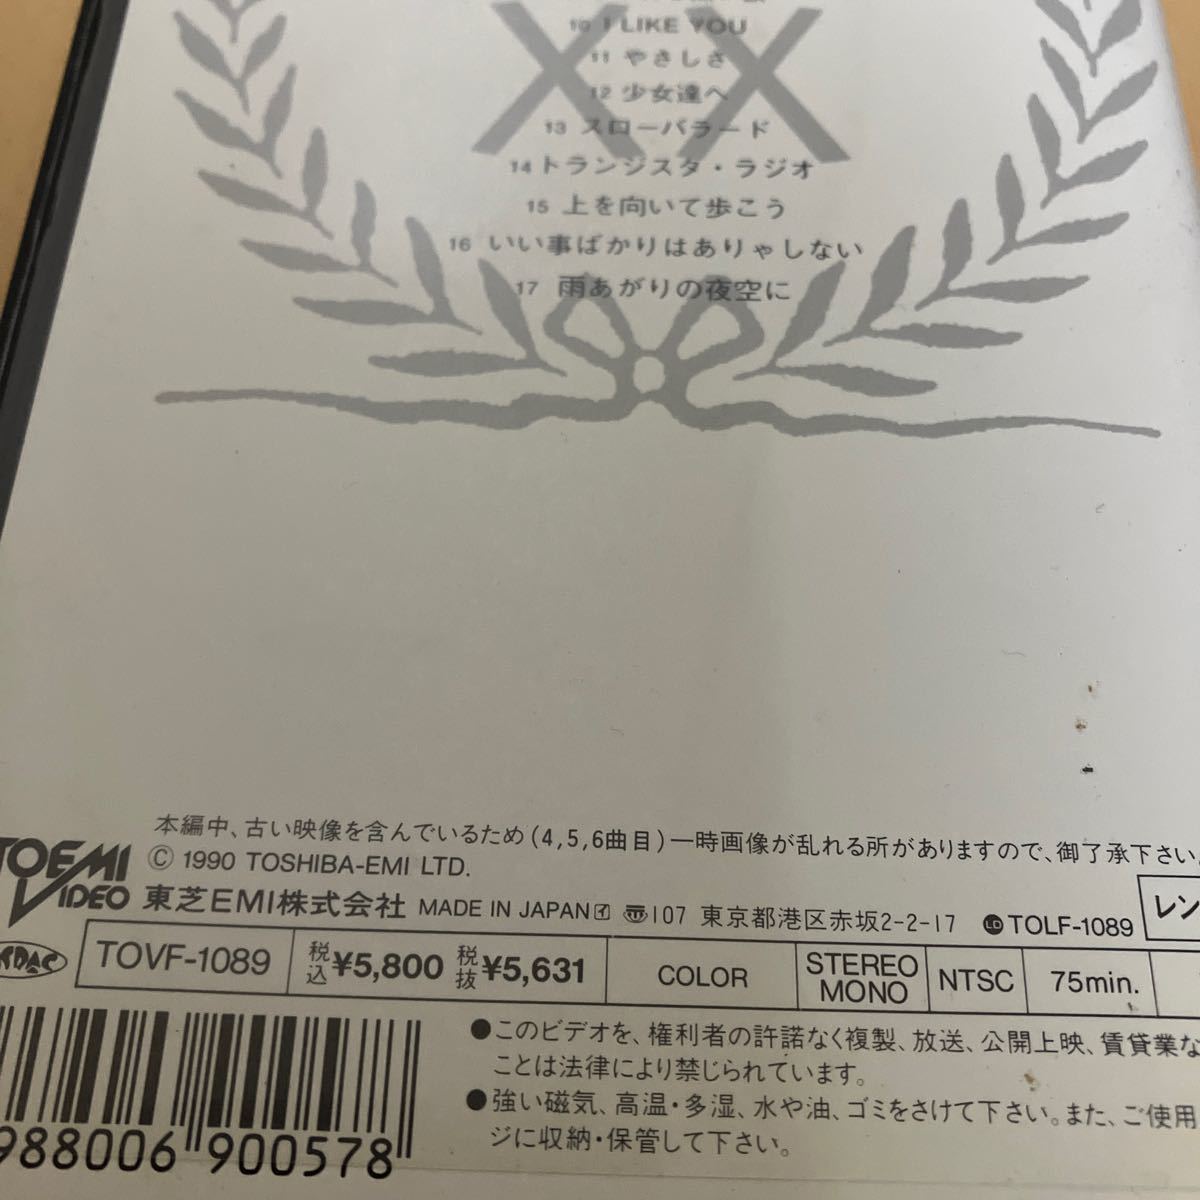 10 I LIKE YOU
11 やさしさ
12 少女達へ
13 スローバラード
14 トランジスタ・ラジオ
15 上を向いて歩こう
16 いい事ばかりはありゃしない
17 雨あがりの夜空に
XX
本編中、古い映像を含んでいるため(4,5,6曲目)一時画像が乱れる所がありますので、御了承下さい。
TOEMI VIDEO
© 1990 TOSHIBA-EMI LTD.
東芝EMI株式会社 MADE IN JAPAN イ 〒107 東京都港区赤坂2-2-17 LD TOLF-1089
レン
TOVF-1089 税込¥5,800 税抜¥5,631 COLOR STEREO MONO NTSC 75min.
●このビデオを、権利者の許諾なく複製、放送、公開上映、賃貸業な
ことは法律により禁じられています。
●強い磁気、高温・多湿、水や油、ゴミをさけて下さい。また、ご使用
ジに収納・保管して下さい。
988006 900578